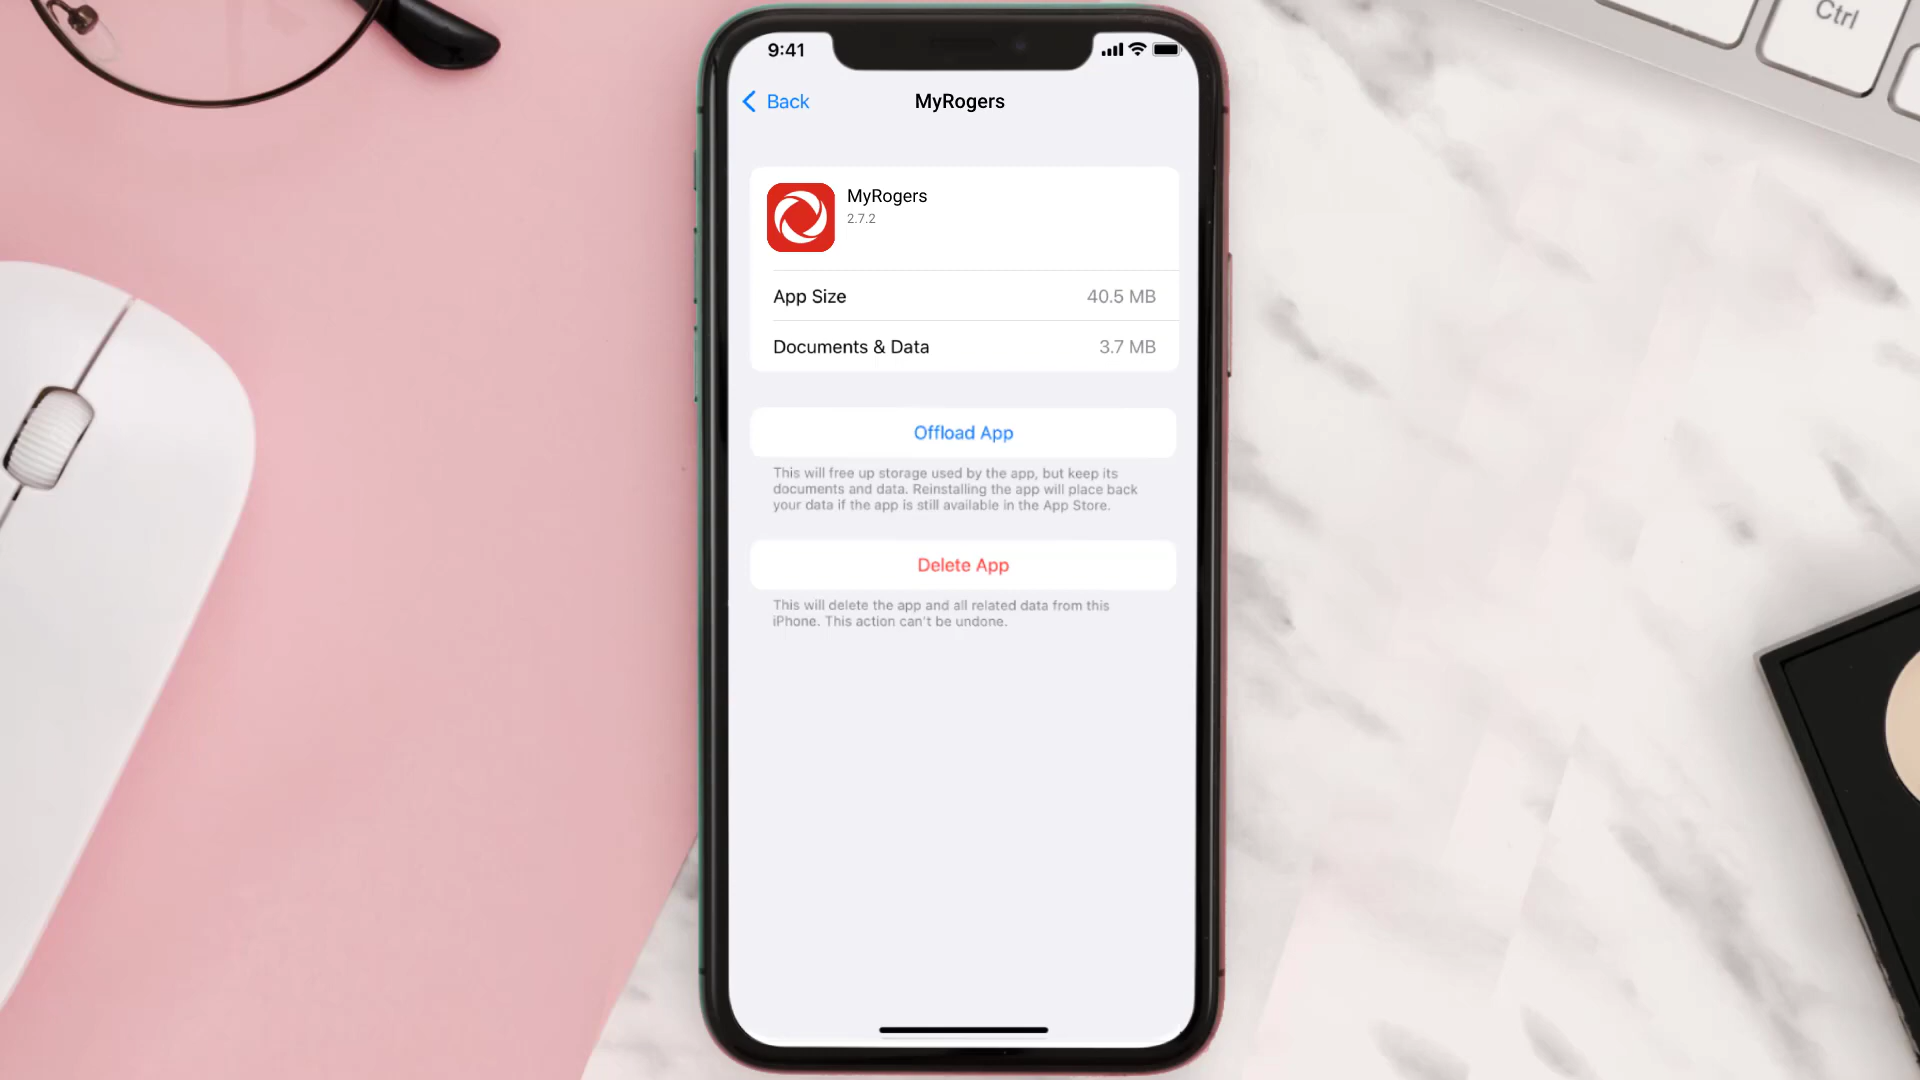 Ctrl
9:41
Back
MyRogers
MyRogers
2.7.2
App Size 40.5 MB
Documents & Data 3.7 MB
Offload App
This will free up storage used by the app, but keep its
documents and data. Reinstalling the app will place back
your data if the app is still available in the App Store.
Delete App
This will delete the app and all related data from this
iPhone. This action can't be undone.